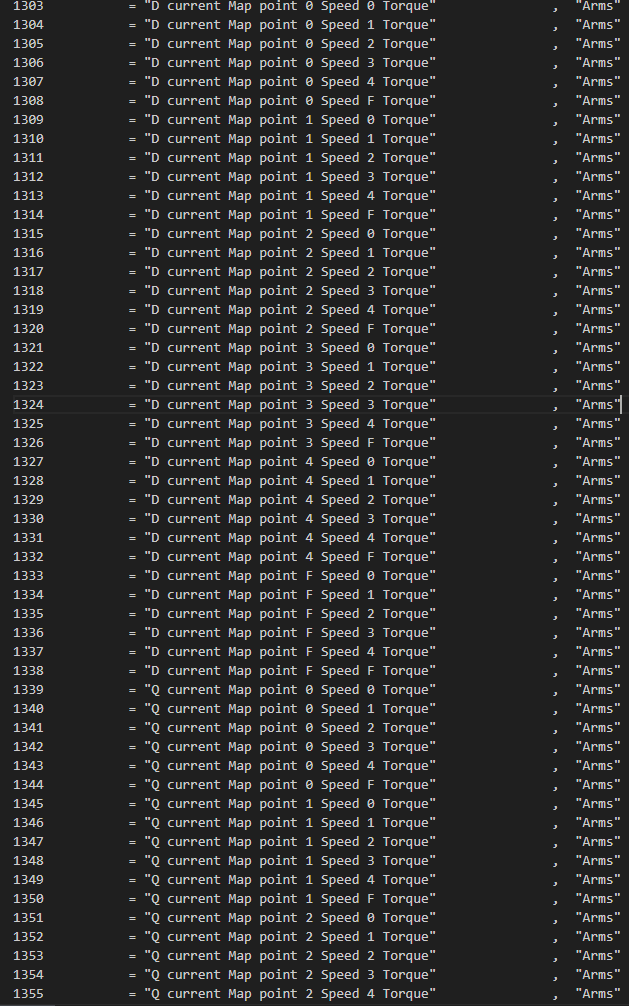 1303 = "D current Map point 0 Speed 0 Torque" , "Arms"
1304 = "D current Map point 0 Speed 1 Torque" , "Arms"
1305 = "D current Map point 0 Speed 2 Torque" , "Arms"
1306 = "D current Map point 0 Speed 3 Torque" , "Arms"
1307 = "D current Map point 0 Speed 4 Torque" , "Arms"
1308 = "D current Map point 0 Speed F Torque" , "Arms"
1309 = "D current Map point 1 Speed 0 Torque" , "Arms"
1310 = "D current Map point 1 Speed 1 Torque" , "Arms"
1311 = "D current Map point 1 Speed 2 Torque" , "Arms"
1312 = "D current Map point 1 Speed 3 Torque" , "Arms"
1313 = "D current Map point 1 Speed 4 Torque" , "Arms"
1314 = "D current Map point 1 Speed F Torque" , "Arms"
1315 = "D current Map point 2 Speed 0 Torque" , "Arms"
1316 = "D current Map point 2 Speed 1 Torque" , "Arms"
1317 = "D current Map point 2 Speed 2 Torque" , "Arms"
1318 = "D current Map point 2 Speed 3 Torque" , "Arms"
1319 = "D current Map point 2 Speed 4 Torque" , "Arms"
1320 = "D current Map point 2 Speed F Torque" , "Arms"
1321 = "D current Map point 3 Speed 0 Torque" , "Arms"
1322 = "D current Map point 3 Speed 1 Torque" , "Arms"
1323 = "D current Map point 3 Speed 2 Torque" , "Arms"
1324 = "D current Map point 3 Speed 3 Torque" , "Arms"
1325 = "D current Map point 3 Speed 4 Torque" , "Arms"
1326 = "D current Map point 3 Speed F Torque" , "Arms"
1327 = "D current Map point 4 Speed 0 Torque" , "Arms"
1328 = "D current Map point 4 Speed 1 Torque" , "Arms"
1329 = "D current Map point 4 Speed 2 Torque" , "Arms"
1330 = "D current Map point 4 Speed 3 Torque" , "Arms"
1331 = "D current Map point 4 Speed 4 Torque" , "Arms"
1332 = "D current Map point 4 Speed F Torque" , "Arms"
1333 = "D current Map point F Speed 0 Torque" , "Arms"
1334 = "D current Map point F Speed 1 Torque" , "Arms"
1335 = "D current Map point F Speed 2 Torque" , "Arms"
1336 = "D current Map point F Speed 3 Torque" , "Arms"
1337 = "D current Map point F Speed 4 Torque" , "Arms"
1338 = "D current Map point F Speed F Torque" , "Arms"
1339 = "Q current Map point 0 Speed 0 Torque" , "Arms"
1340 = "Q current Map point 0 Speed 1 Torque" , "Arms"
1341 = "Q current Map point 0 Speed 2 Torque" , "Arms"
1342 = "Q current Map point 0 Speed 3 Torque" , "Arms"
1343 = "Q current Map point 0 Speed 4 Torque" , "Arms"
1344 = "Q current Map point 0 Speed F Torque" , "Arms"
1345 = "Q current Map point 1 Speed 0 Torque" , "Arms"
1346 = "Q current Map point 1 Speed 1 Torque" , "Arms"
1347 = "Q current Map point 1 Speed 2 Torque" , "Arms"
1348 = "Q current Map point 1 Speed 3 Torque" , "Arms"
1349 = "Q current Map point 1 Speed 4 Torque" , "Arms"
1350 = "Q current Map point 1 Speed F Torque" , "Arms"
1351 = "Q current Map point 2 Speed 0 Torque" , "Arms"
1352 = "Q current Map point 2 Speed 1 Torque" , "Arms"
1353 = "Q current Map point 2 Speed 2 Torque" , "Arms"
1354 = "Q current Map point 2 Speed 3 Torque" , "Arms"
1355 = "Q current Map point 2 Speed 4 Torque" , "Arms"